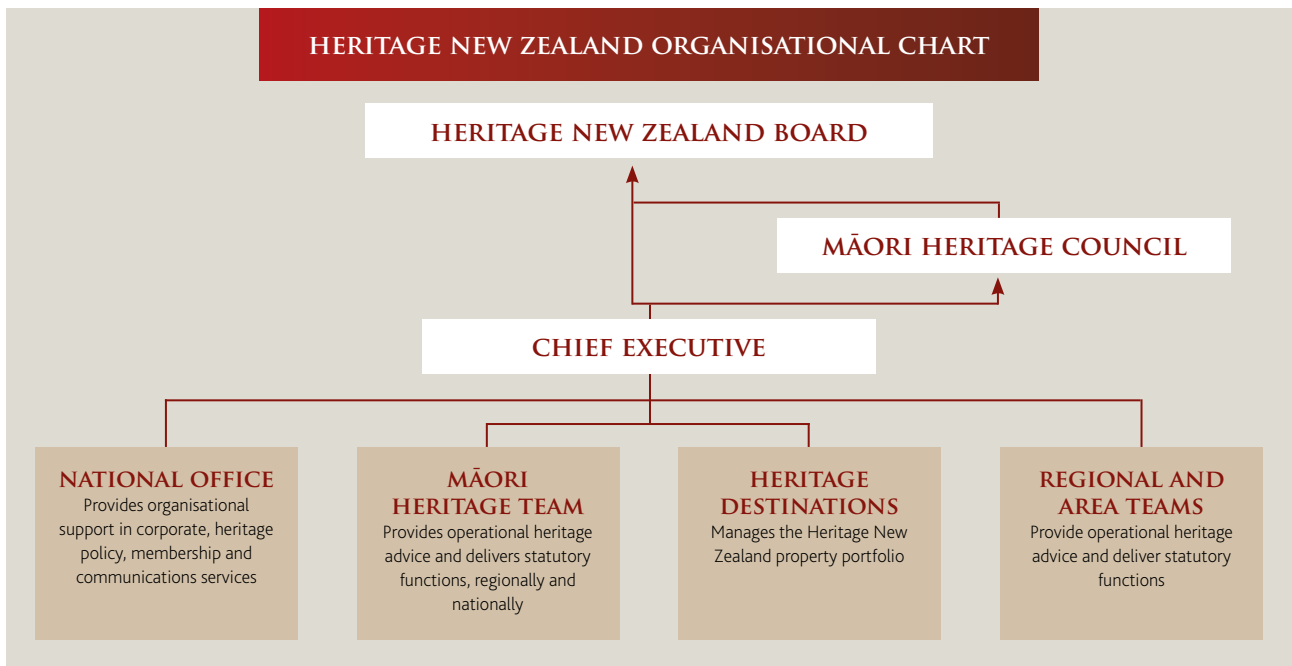 HERITAGE NEW ZEALAND ORGANISATIONAL CHART
HERITAGE NEW ZEALAND BOARD
MĀORI HERITAGE COUNCIL
CHIEF EXECUTIVE
NATIONAL OFFICE
Provides organisational
support in corporate, heritage
policy, membership and
communications services
MĀORI
HERITAGE TEAM
Provides operational heritage
advice and delivers statutory
functions, regionally and
nationally
HERITAGE
DESTINATIONS
Manages the Heritage New
Zealand property portfolio
REGIONAL AND
AREA TEAMS
Provide operational heritage
advice and deliver statutory
functions